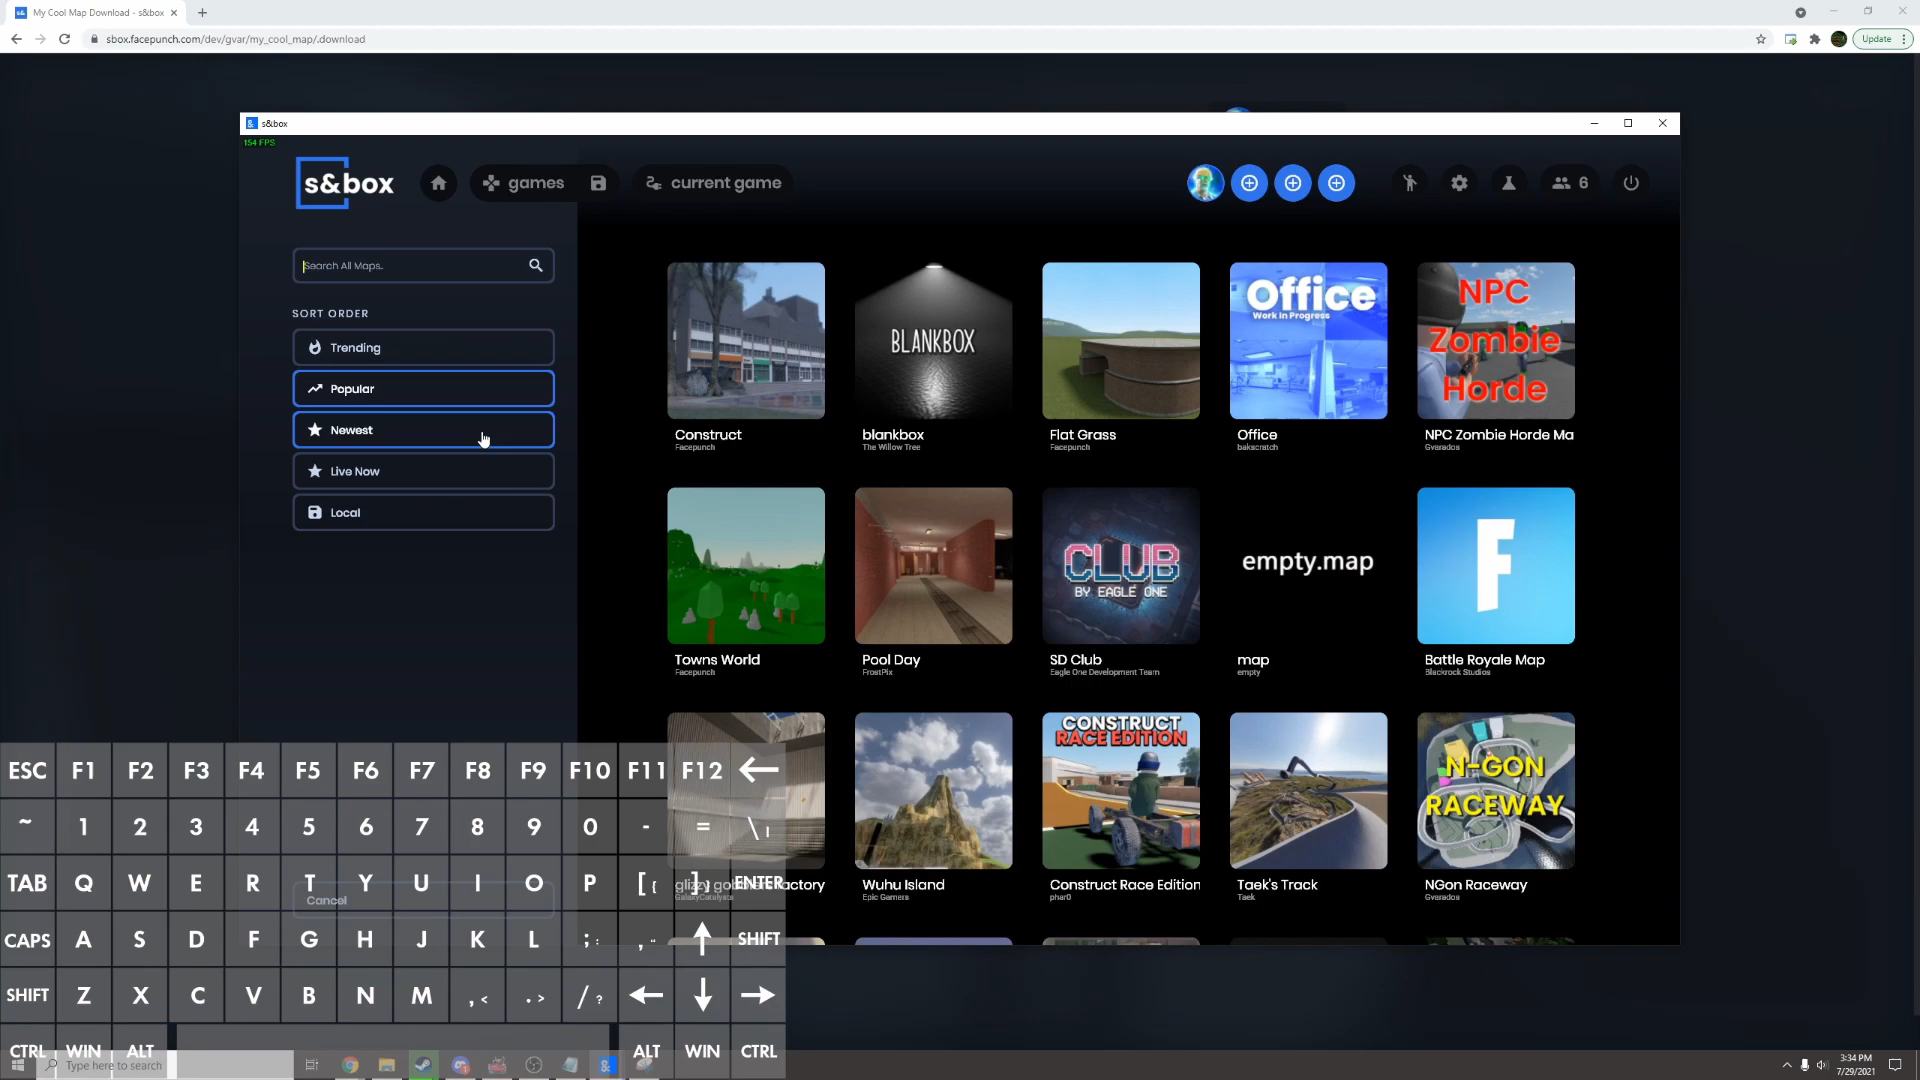 My Cool Map Download - s&box
sbox.facepunch.com/dev/gvar/my_cool_map/.download
Update
s&box
154 FPS
s&box
games
current game
6
Search All Maps..
SORT ORDER
Trending
Popular
Newest
Live Now
Local
Cancel
BLANKBOX
Office
Work In Progress
NPC
Zombie
Horde
Construct
Facepunch
blankbox
The Willow Tree
Flat Grass
Facepunch
Office
bakscratch
NPC Zombie Horde Ma
Gvarados
CLUB
BY EAGLE ONE
empty.map
F
Towns World
Facepunch
Pool Day
FrostPix
SD Club
Eagle One Development Team
map
empty
Battle Royale Map
Blackrock Studios
CONSTRUCT
RACE EDITION
N-GON
RACEWAY
Wuhu Island
Epic Gamers
Construct Race Edition
phar0
Taek's Track
Taek
NGon Raceway
Gvarados
ESC F1 F2 F3 F4 F5 F6 F7 F8 F9 F10 F11 F12 ←
~ 1 2 3 4 5 6 7 8 9 0 - = \ |
TAB Q W E R T Y U I O P [ { ] } ENTER
CAPS A S D F G H J K L ; : , " ↑ SHIFT
SHIFT Z X C V B N M , < . > / ? ← ↓ →
CTRL WIN ALT ALT WIN CTRL
Type here to search
3:34 PM
7/29/2021